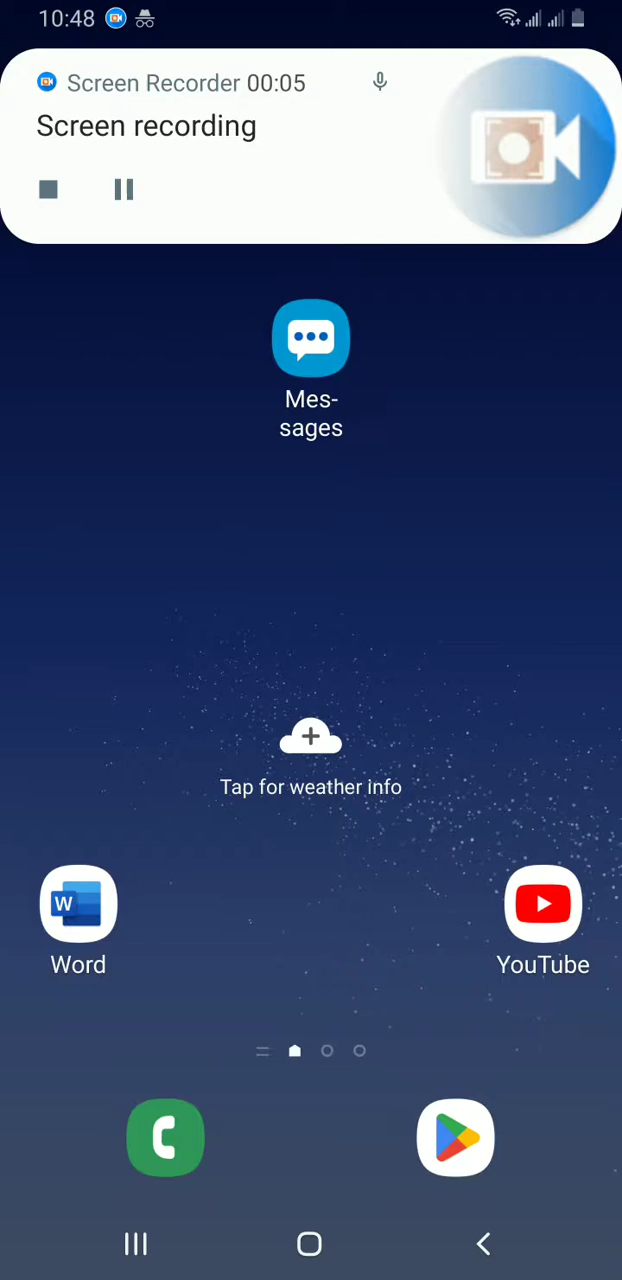 10:48
Screen Recorder 00:05
Screen recording
Mes-
sages
Tap for weather info
W
Word
YouTube